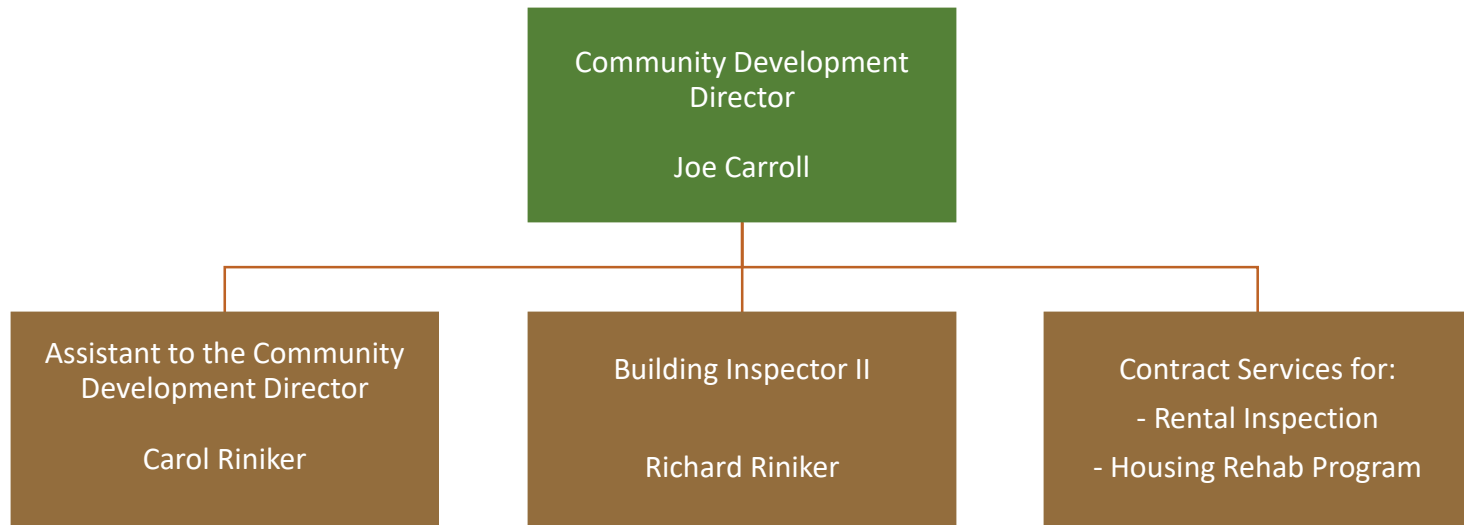 Community Development
Director
Joe Carroll
Assistant to the Community
Development Director
Carol Riniker
Building Inspector II
Richard Riniker
Contract Services for:
- Rental Inspection
- Housing Rehab Program